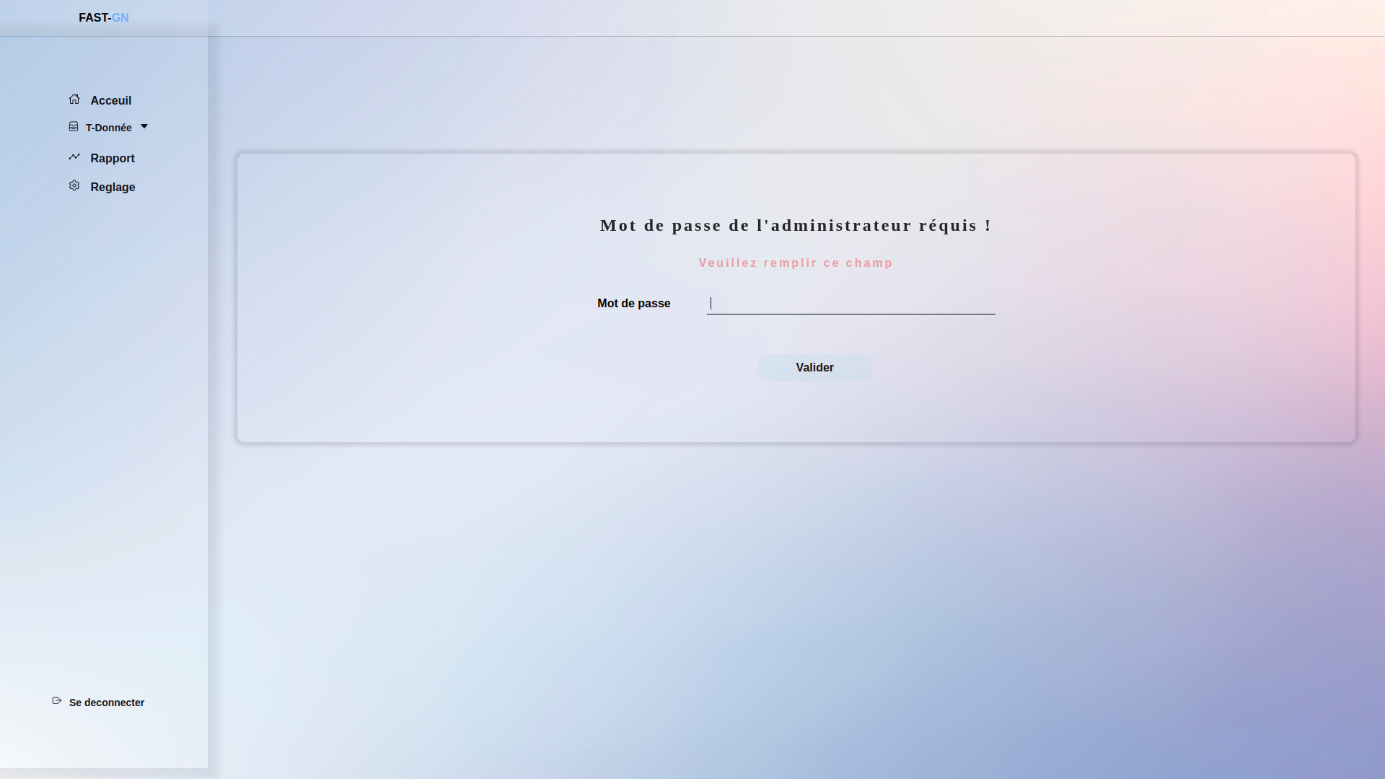 FAST-GN
Acceuil
T-Donnée
Rapport
Reglage
Mot de passe de l'administrateur réquis !
Veuillez remplir ce champ
Mot de passe
Valider
Se deconnecter